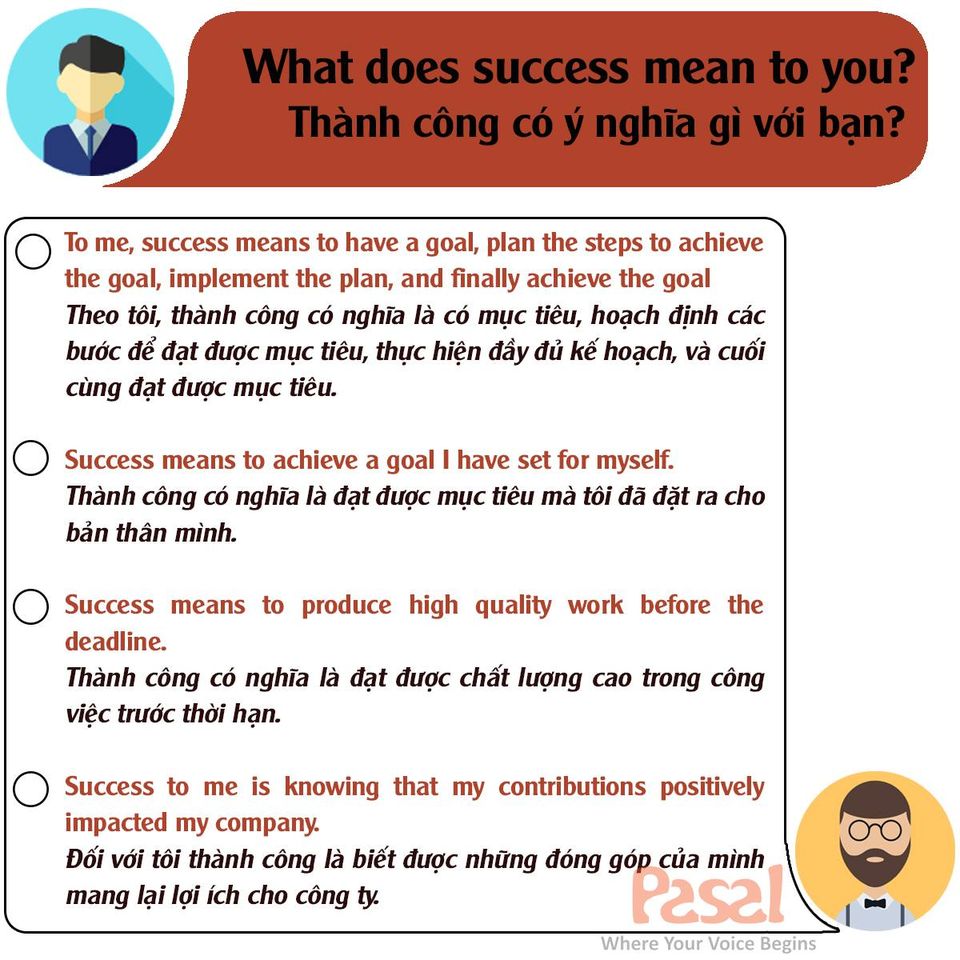 What does success mean to you?
Thành công có ý nghĩa gì với bạn?
To me, success means to have a goal, plan the steps to achieve
the goal, implement the plan, and finally achieve the goal
Theo tôi, thành công có nghĩa là có mục tiêu, hoạch định các
bước để đạt được mục tiêu, thực hiện đầy đủ kế hoạch, và cuối
cùng đạt được mục tiêu.
Success means to achieve a goal I have set for myself.
Thành công có nghĩa là đạt được mục tiêu mà tôi đã đặt ra cho
bản thân mình.
Success means to produce high quality work before the
deadline.
Thành công có nghĩa là đạt được chất lượng cao trong công
việc trước thời hạn.
Success to me is knowing that my contributions positively
impacted my company.
Đối với tôi thành công là biết được những đóng góp của mình
mang lại lợi ích cho công ty.
Pasal
Where Your Voice Begins